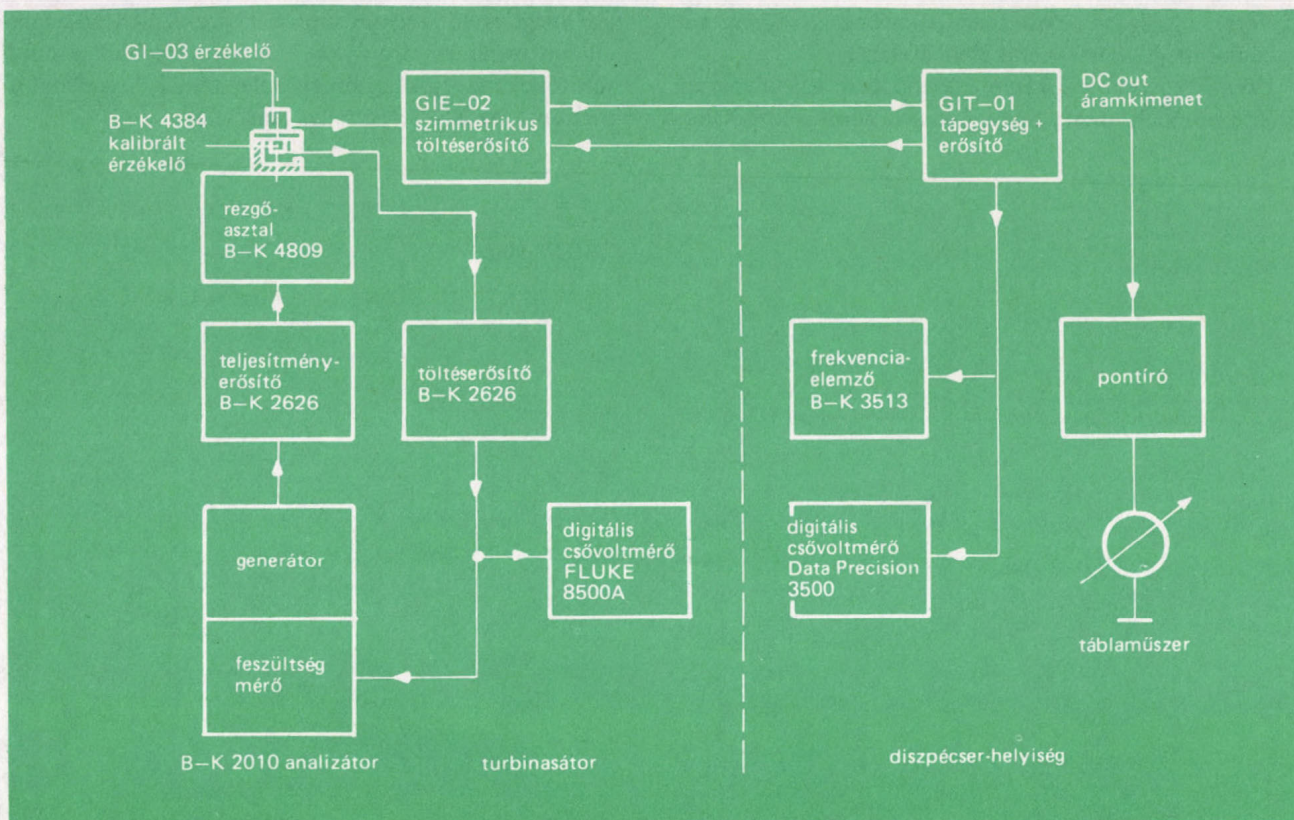 GI–03 érzékelő
B–K 4384
kalibrált
érzékelő
GIE–02
szimmetrikus
töltéserősítő
GIT–01
tápegység +
erősítő
DC out
áramkimenet
rezgő-
asztal
B–K 4809
teljesítmény-
erősítő
B–K 2626
töltéserősítő
B–K 2626
frekvencia-
elemző
B–K 3513
pontíró
generátor
feszültség
mérő
digitális
csővoltmérő
FLUKE
8500A
digitális
csővoltmérő
Data Precision
3500
táblaműszer
B–K 2010 analizátor
turbinasátor
diszpécser-helyiség